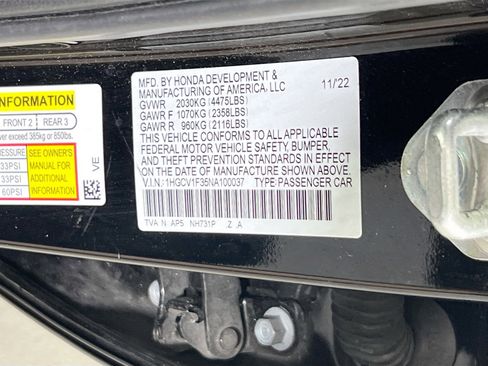 MFD. BY HONDA DEVELOPMENT & 11/22
MANUFACTURING OF AMERICA, LLC
GVWR 2030KG (4475LBS)
GAWR F 1070KG (2358LBS)
GAWR R 960KG (2116LBS)
THIS VEHICLE CONFORMS TO ALL APPLICABLE
FEDERAL MOTOR VEHICLE SAFETY, BUMPER,
AND THEFT PREVENTION STANDARDS IN EFFECT
ON THE DATE OF MANUFACTURE SHOWN ABOVE.
V.I.N.: 1HGCV1F35NA100037 TYPE:PASSENGER CAR
TVA N AP5 NH731P .Z .A
INFORMATION
FRONT 2 REAR 3
ver exceed 385kg or 850lbs.
PRESSURE SEE OWNER'S
33PSI MANUAL FOR
33PSI ADDITIONAL
60PSI INFORMATION
VE